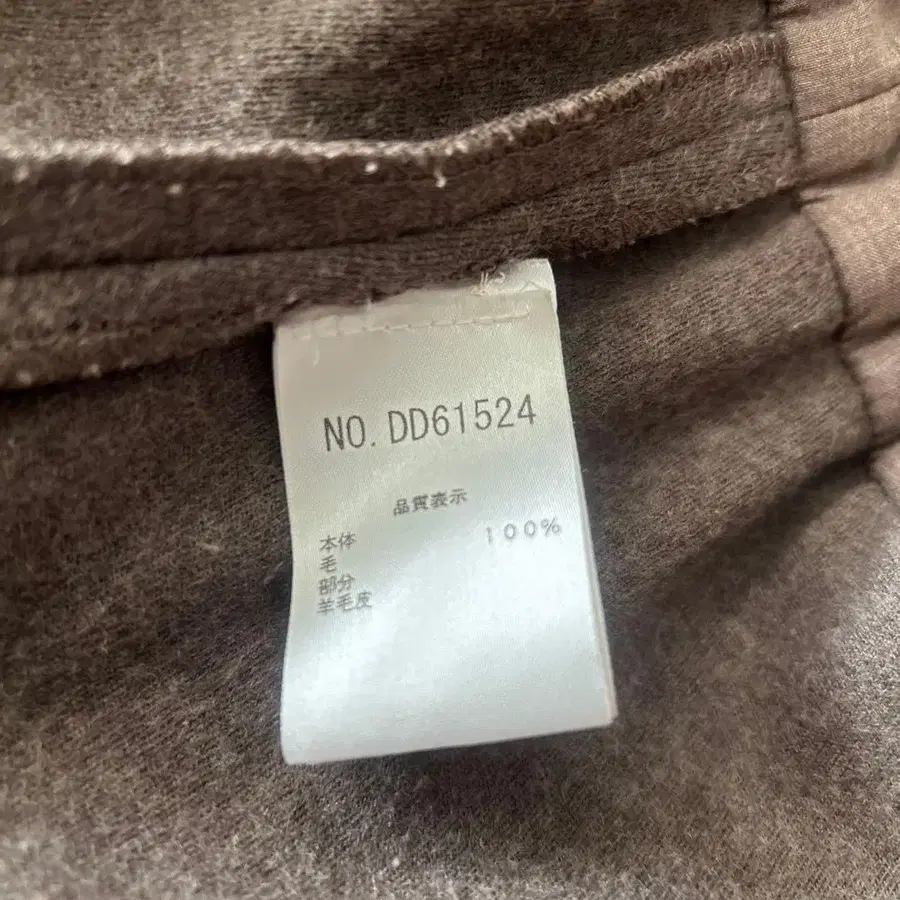 NO. DD61524
品質表示
本体
毛 100%
部分
羊毛皮